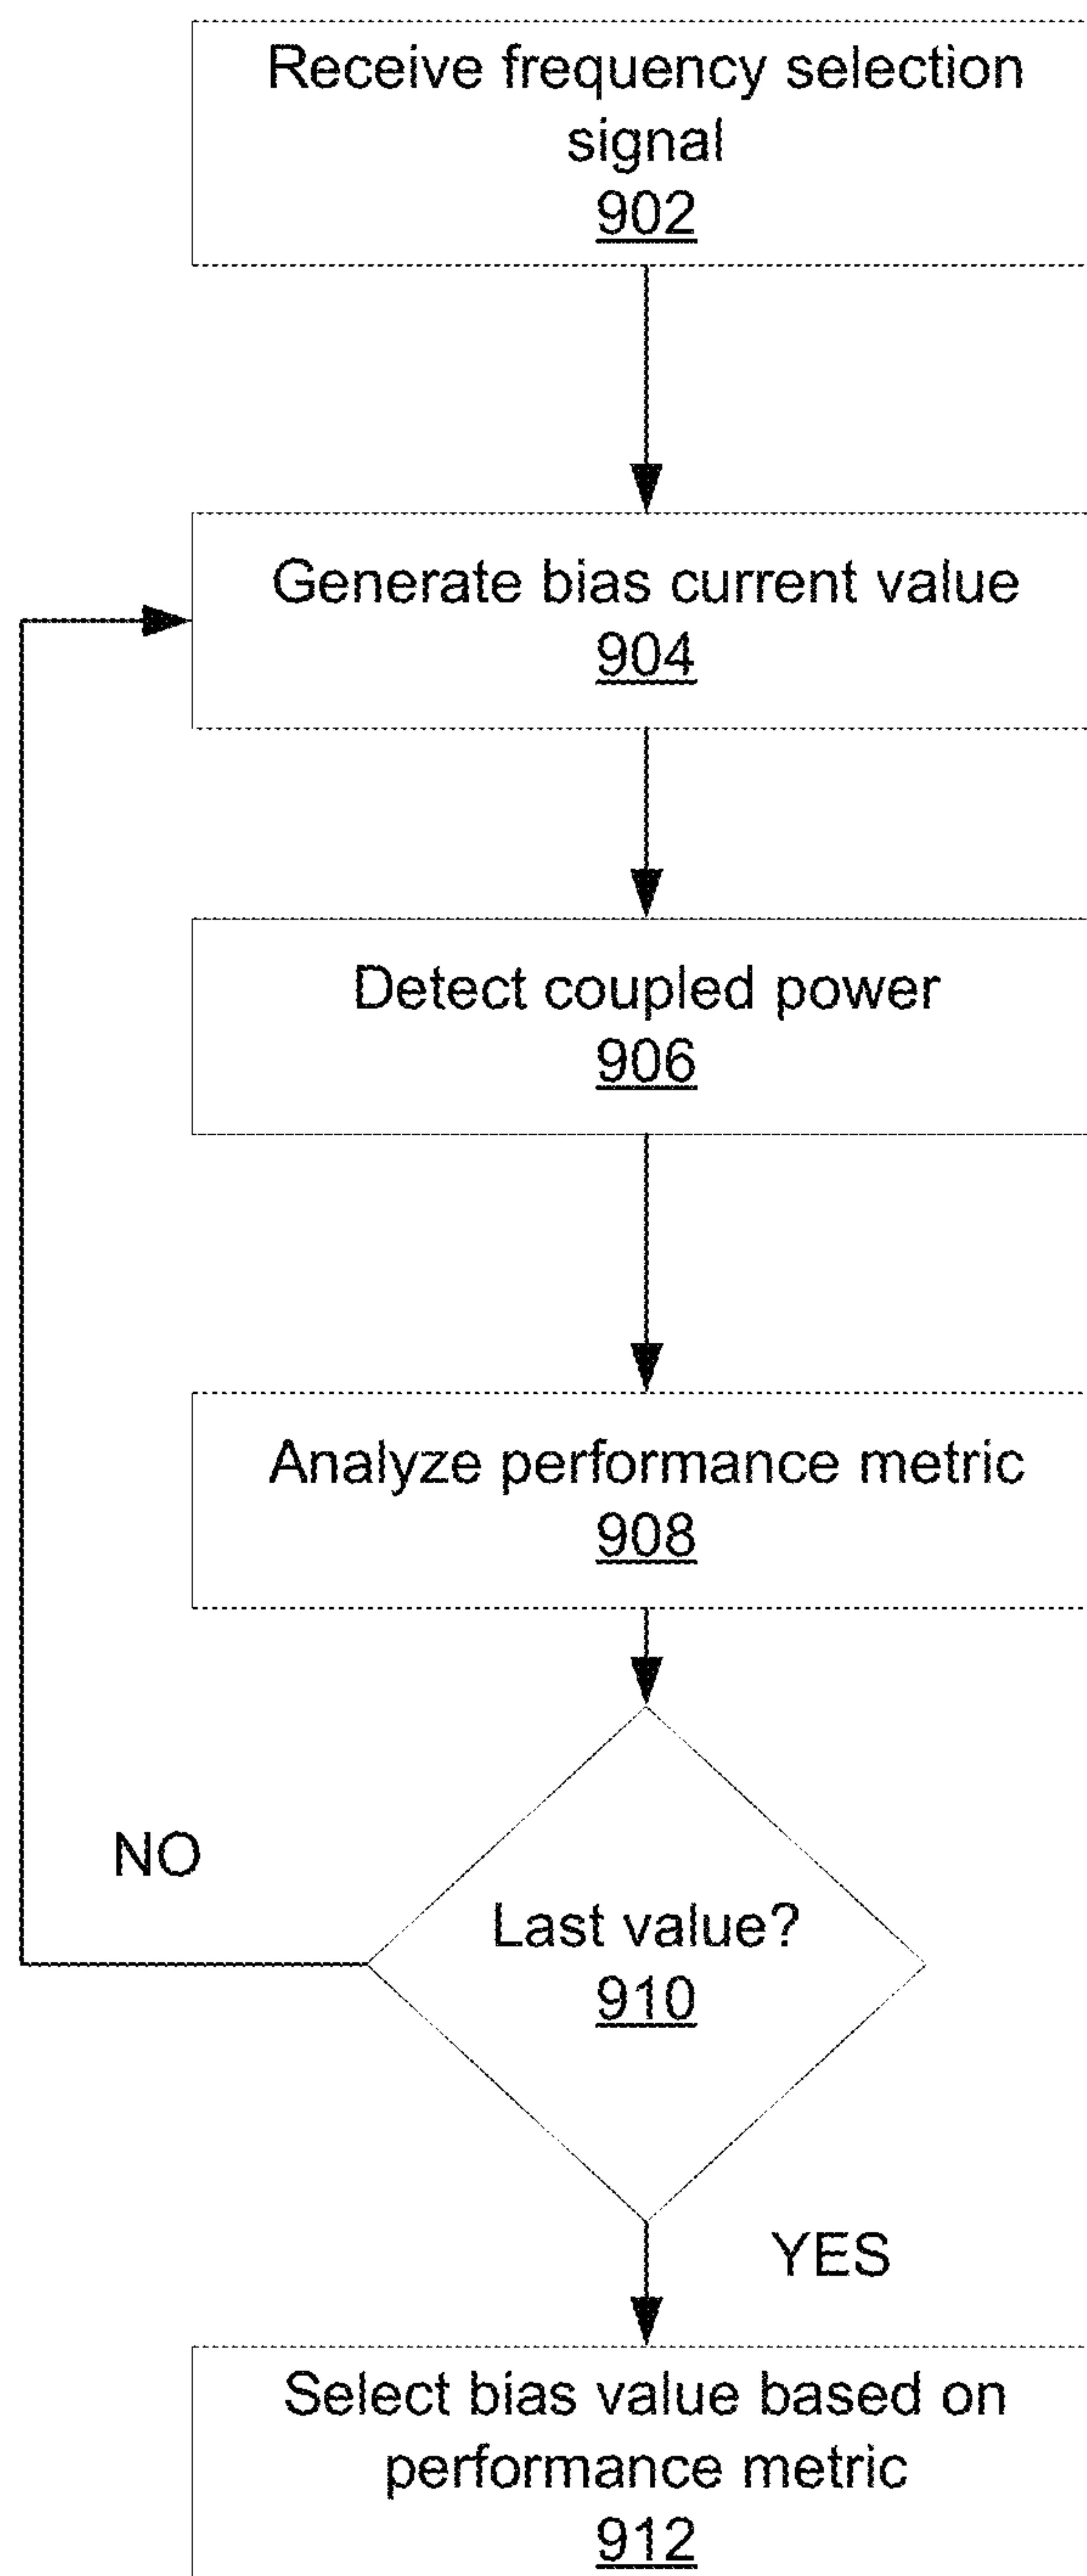 Receive frequency selection
signal
902
Generate bias current value
904
Detect coupled power
906
Analyze performance metric
908
NO
Last value?
910
YES
Select bias value based on
performance metric
912